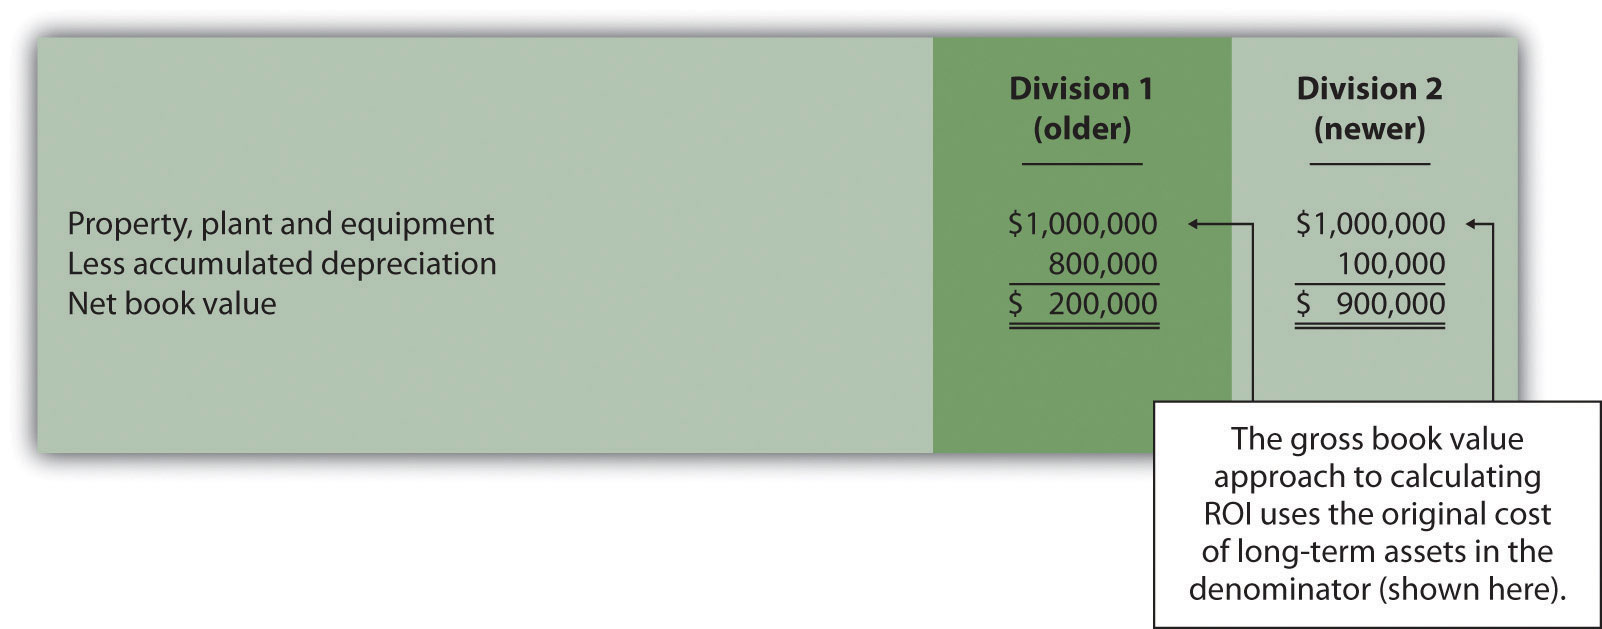 Division 1 Division 2
(older) (newer)
Property, plant and equipment $1,000,000 $1,000,000
Less accumulated depreciation 800,000 100,000
Net book value $ 200,000 $ 900,000
The gross book value
approach to calculating
ROI uses the original cost
of long-term assets in the
denominator (shown here).